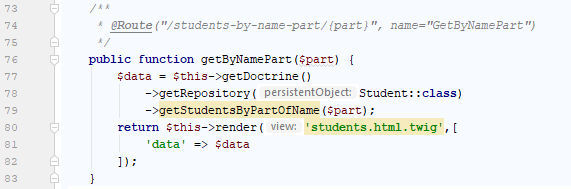 73 /**
74 * @Route("/students-by-name-part/{part}", name="GetByNamePart")
75 */
76 public function getByNamePart($part) {
77 $data = $this->getDoctrine()
78 ->getRepository( persistentObject: Student::class)
79 ->getStudentsByPartOfName($part);
80 return $this->render( view: 'students.html.twig',[
81 'data' => $data
82 ]);
83 }